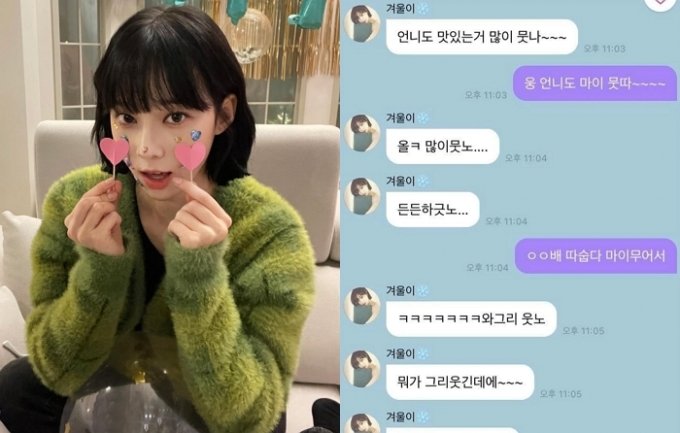 겨울이
언니도 맛있는거 많이 뭇나~~~
오후 11:03
웅 언니도 마이 뭇따~~~~
오후 11:03
겨울이
올ㅋ 많이뭇노....
오후 11:04
겨울이
든든하긋노...
오후 11:04
ㅇㅇ배 따숩다 마이무어서
오후 11:04
겨울이
ㅋㅋㅋㅋㅋㅋㅋ와그리 웃노
오후 11:05
겨울이
뭐가 그리웃긴데에~~~
오후 11:05
겨울이